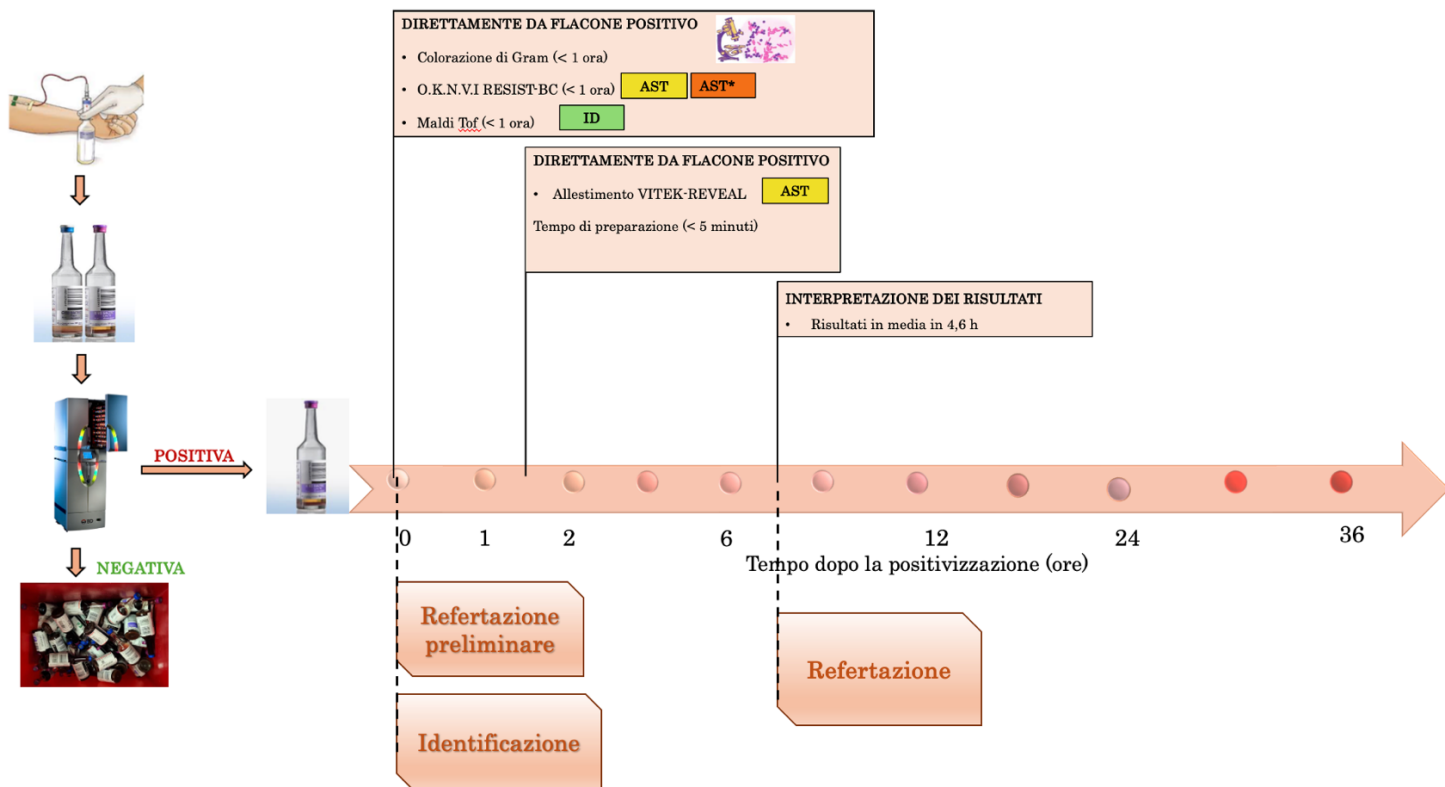 DIRETTAMENTE DA FLACONE POSITIVO
• Colorazione di Gram (< 1 ora)
• O.K.N.V.I RESIST-BC (< 1 ora) AST AST*
• Maldi Tof (< 1 ora) ID
DIRETTAMENTE DA FLACONE POSITIVO
• Allestimento VITEK-REVEAL AST
Tempo di preparazione (< 5 minuti)
INTERPRETAZIONE DEI RISULTATI
• Risultati in media in 4,6 h
POSITIVA
NEGATIVA
0 1 2 6 12 24 36
Tempo dopo la positivizzazione (ore)
Refertazione
preliminare
Identificazione
Refertazione